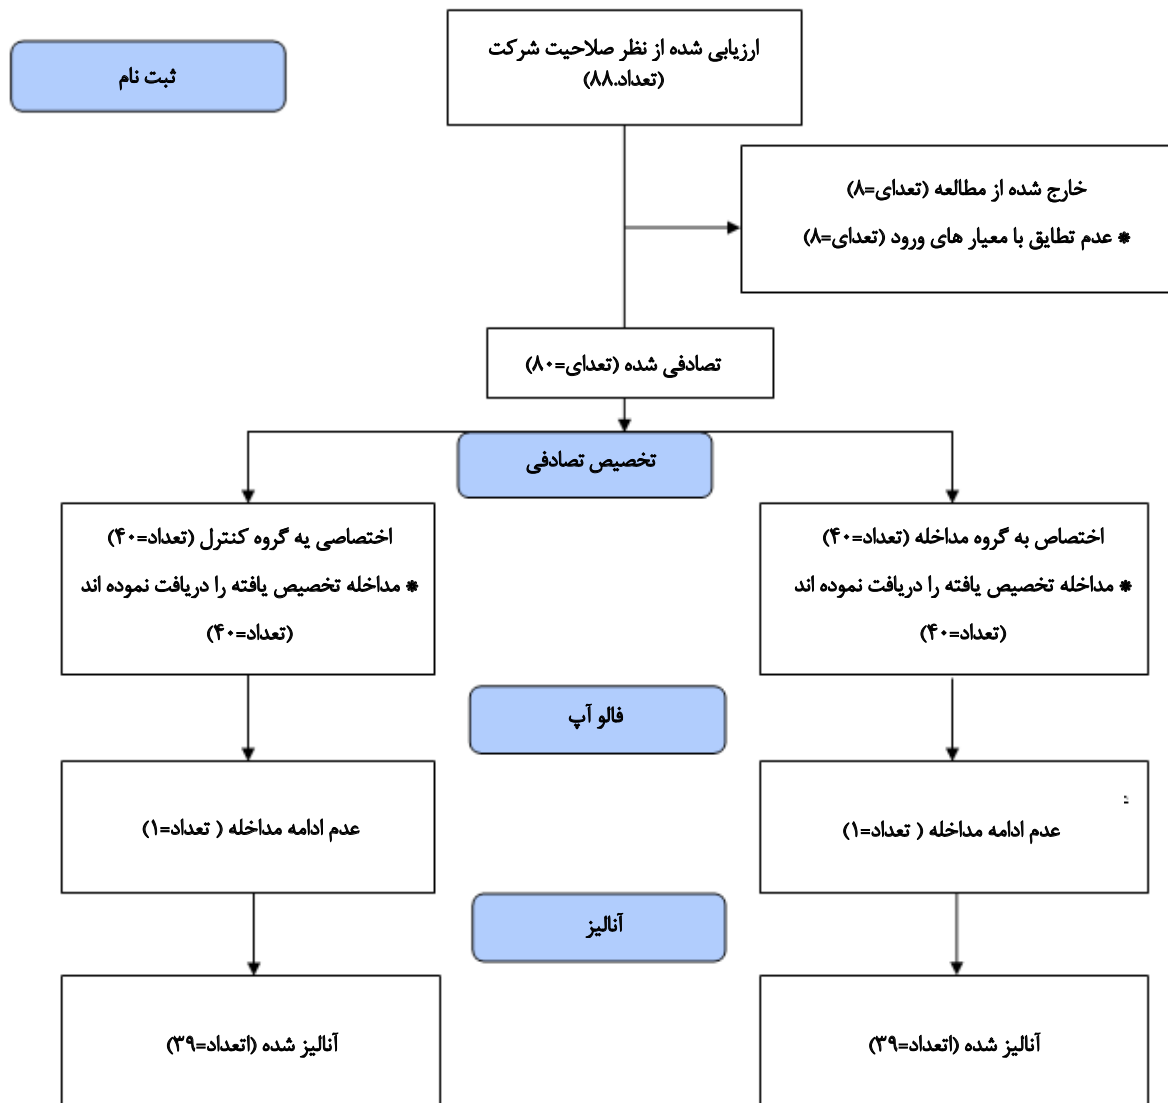 ثبت نام
ارزیابی شده از نظر صلاحیت شرکت
(تعداد.۸۸)
خارج شده از مطالعه (تعدای=۸)
* عدم تطایق با معیار های ورود (تعدای=۸)
تصادفی شده (تعدای=۸۰)
تخصیص تصادفی
اختصاص به گروه مداخله (تعداد=۴۰)
* مداخله تخصیص یافته را دریافت نموده اند
(تعداد=۴۰)
اختصاصی یه گروه کنترل (تعداد=۴۰)
* مداخله تخصیص یافته را دریافت نموده اند
(تعداد=۴۰)
فالو آپ
عدم ادامه مداخله ( تعداد=۱)
عدم ادامه مداخله ( تعداد=۱)
آنالیز
آنالیز شده (اتعداد=۳۹)
آنالیز شده (اتعداد=۳۹)